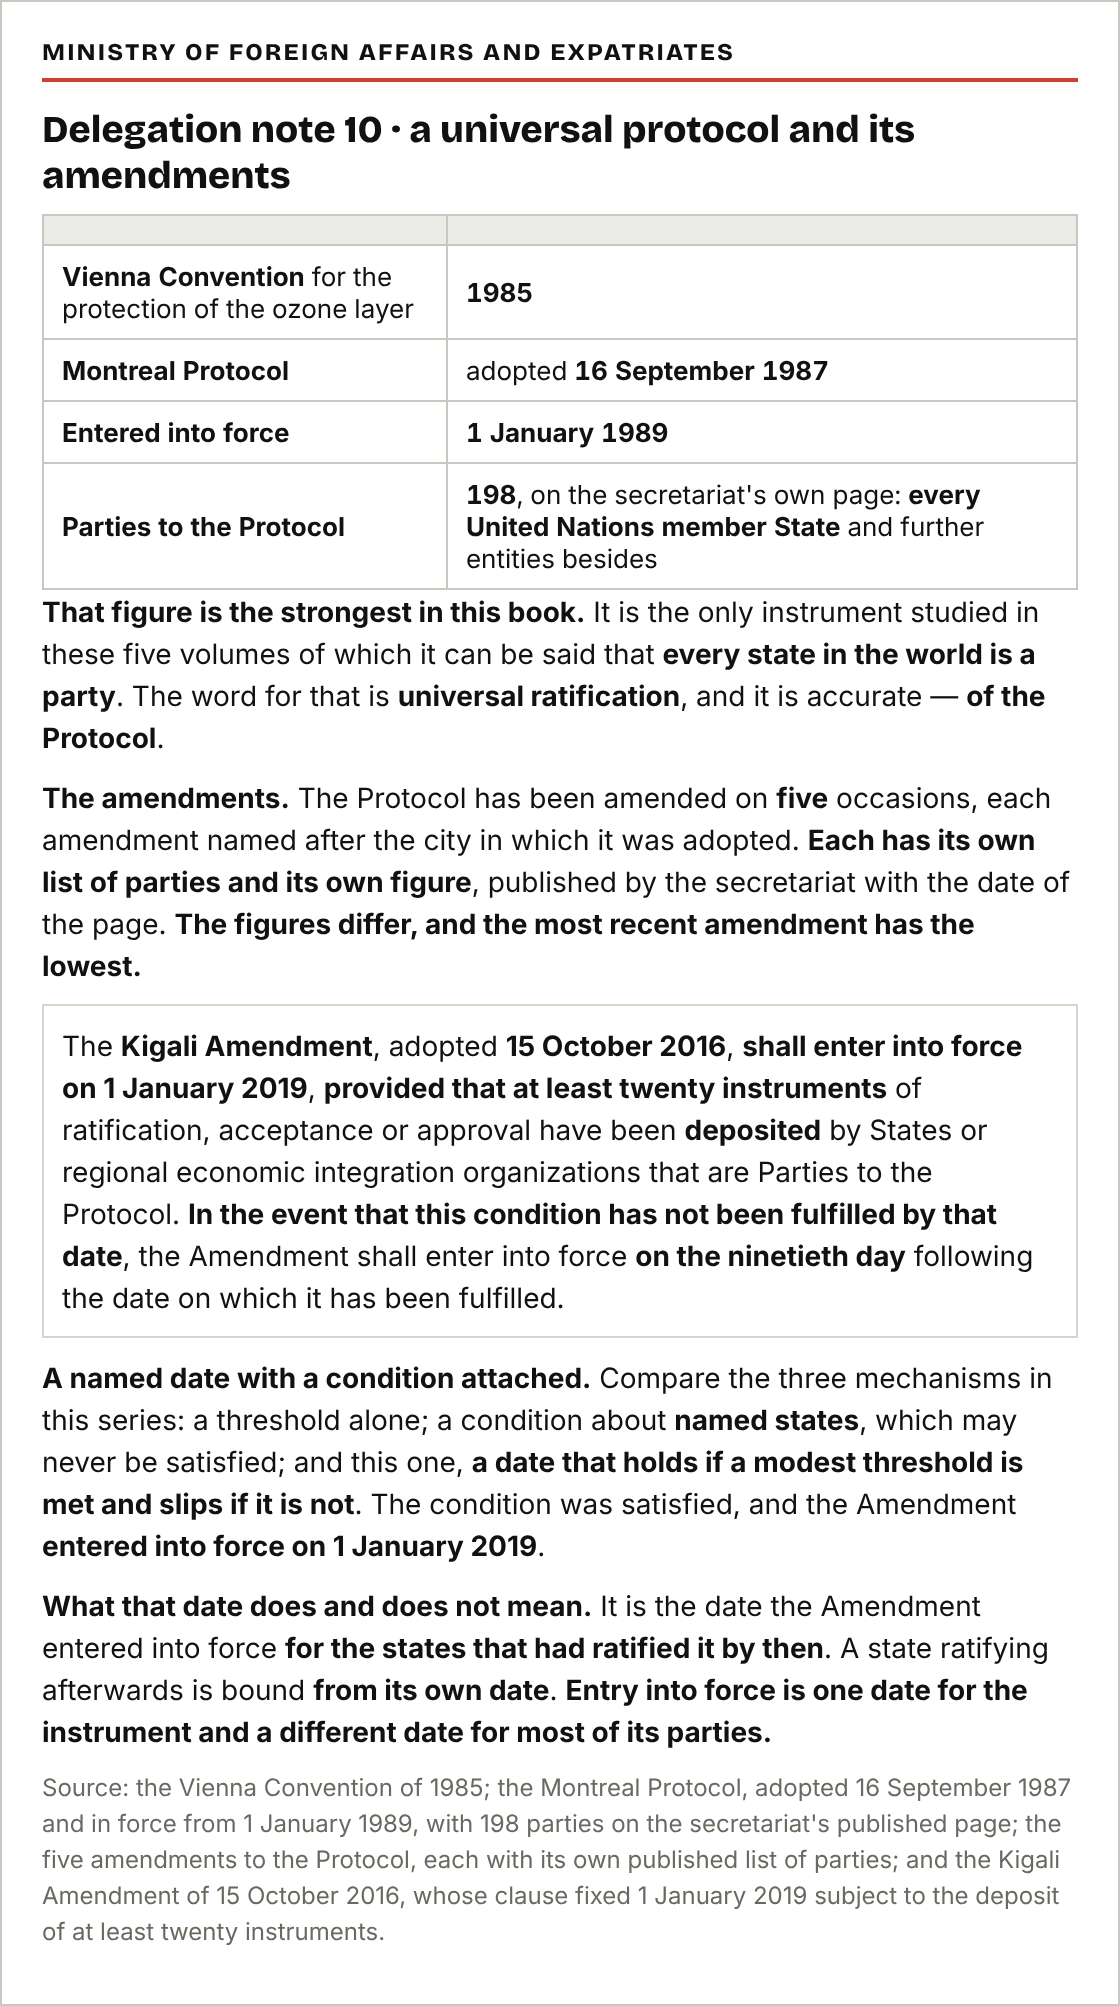 MINISTRY OF FOREIGN AFFAIRS AND EXPATRIATES
Delegation note 10 · a universal protocol and its
amendments
Vienna Convention for the
protection of the ozone layer
1985
Montreal Protocol
adopted 16 September 1987
Entered into force
1 January 1989
Parties to the Protocol
198, on the secretariat's own page: every
United Nations member State and further
entities besides
That figure is the strongest in this book. It is the only instrument studied in
these five volumes of which it can be said that every state in the world is a
party. The word for that is universal ratification, and it is accurate — of the
Protocol.
The amendments. The Protocol has been amended on five occasions, each
amendment named after the city in which it was adopted. Each has its own
list of parties and its own figure, published by the secretariat with the date of
the page. The figures differ, and the most recent amendment has the
lowest.
The Kigali Amendment, adopted 15 October 2016, shall enter into force
on 1 January 2019, provided that at least twenty instruments of
ratification, acceptance or approval have been deposited by States or
regional economic integration organizations that are Parties to the
Protocol. In the event that this condition has not been fulfilled by that
date, the Amendment shall enter into force on the ninetieth day following
the date on which it has been fulfilled.
A named date with a condition attached. Compare the three mechanisms in
this series: a threshold alone; a condition about named states, which may
never be satisfied; and this one, a date that holds if a modest threshold is
met and slips if it is not. The condition was satisfied, and the Amendment
entered into force on 1 January 2019.
What that date does and does not mean. It is the date the Amendment
entered into force for the states that had ratified it by then. A state ratifying
afterwards is bound from its own date. Entry into force is one date for the
instrument and a different date for most of its parties.
Source: the Vienna Convention of 1985; the Montreal Protocol, adopted 16 September 1987
and in force from 1 January 1989, with 198 parties on the secretariat's published page; the
five amendments to the Protocol, each with its own published list of parties; and the Kigali
Amendment of 15 October 2016, whose clause fixed 1 January 2019 subject to the deposit
of at least twenty instruments.